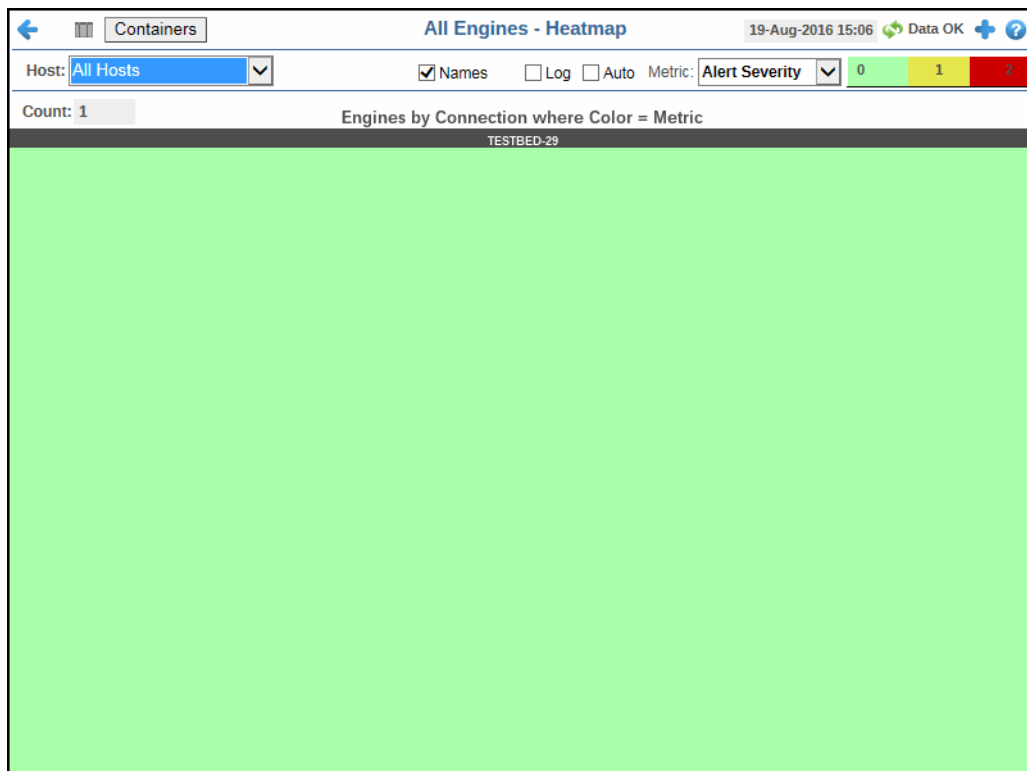 Containers All Engines - Heatmap 19-Aug-2016 15:06 Data OK
Host: All Hosts Names Log Auto Metric: Alert Severity 0 1 2
Count: 1
Engines by Connection where Color = Metric
TESTBED-29